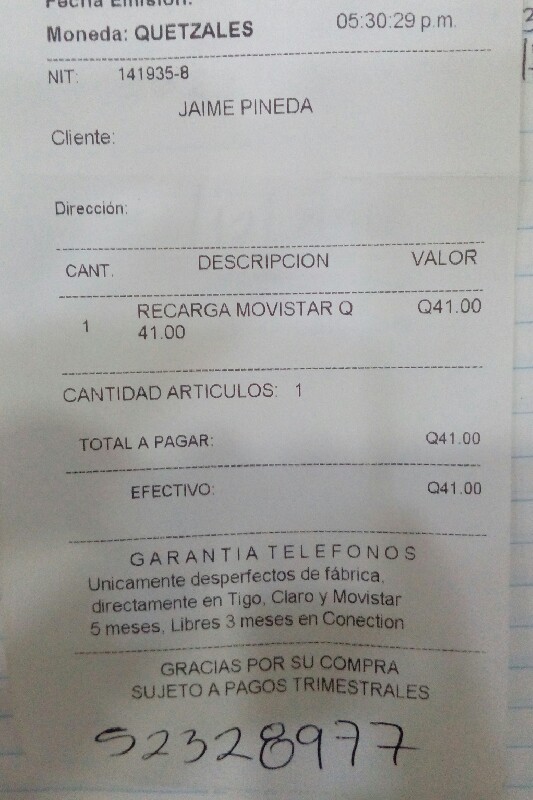 Fecha Emisión:
Moneda: QUETZALES 05:30:29 p.m.
NIT: 141935-8
JAIME PINEDA
Cliente:
Dirección:
CANT. DESCRIPCION VALOR
RECARGA MOVISTAR Q Q41.00
1 41.00
CANTIDAD ARTICULOS: 1
TOTAL A PAGAR: Q41.00
EFECTIVO: Q41.00
GARANTIA TELEFONOS
Unicamente desperfectos de fábrica,
directamente en Tigo, Claro y Movistar
5 meses, Libres 3 meses en Conection
GRACIAS POR SU COMPRA
SUJETO A PAGOS TRIMESTRALES
52328977